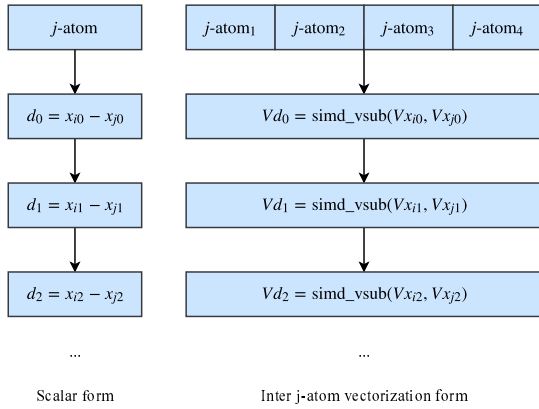 j-atom
d₀ = xᵢ₀ − xⱼ₀
d₁ = xᵢ₁ − xⱼ₁
d₂ = xᵢ₂ − xⱼ₂
...
Scalar form
j-atom₁ j-atom₂ j-atom₃ j-atom₄
Vd₀ = simd_vsub(Vxᵢ₀, Vxⱼ₀)
Vd₁ = simd_vsub(Vxᵢ₁, Vxⱼ₁)
Vd₂ = simd_vsub(Vxᵢ₂, Vxⱼ₂)
...
Inter j-atom vectorization form